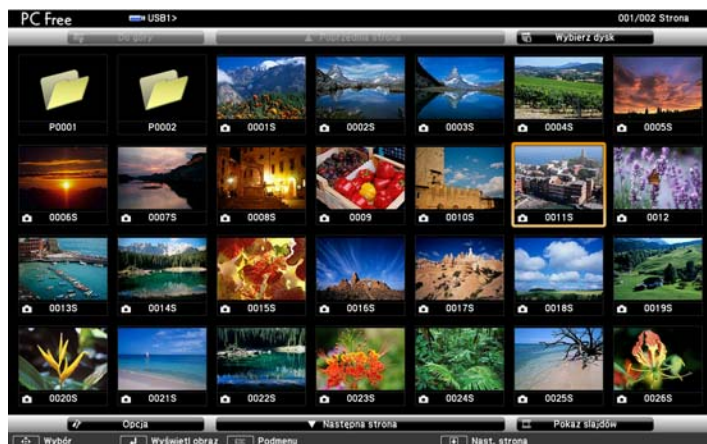 PC Free USB1> 001/002 Strona
Do góry Poprzednia strona Wybierz dysk
P0001 P0002 0001S 0002S 0003S 0004S 0005S
0006S 0007S 0008S 0009 0010S 0011S 0012
0013S 0014S 0015S 0016S 0017S 0018S 0019S
0020S 0021S 0022S 0023S 0024S 0025S 0026S
Opcja Następna strona Pokaz slajdów
Wybór Wyświetl obraz ESC Podmenu Nast. strona